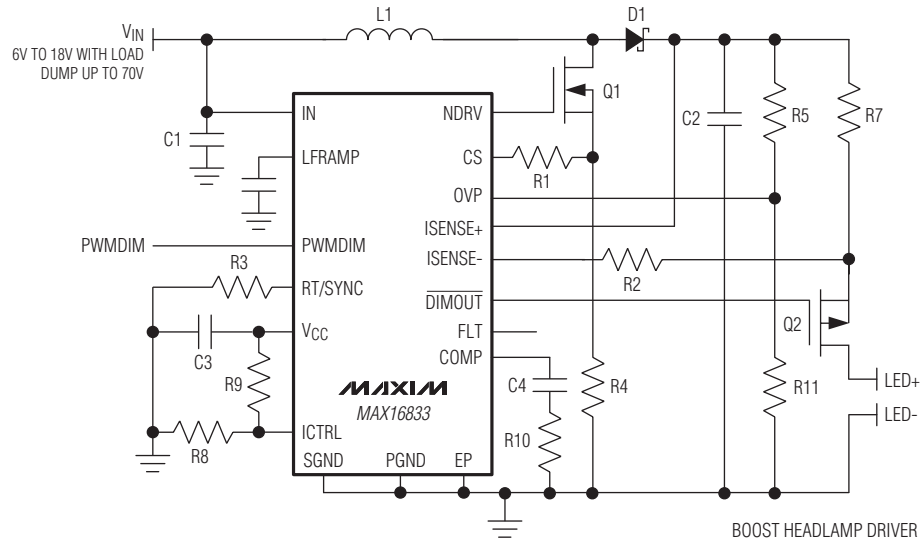 L1
D1
VIN
6V TO 18V WITH LOAD
DUMP UP TO 70V
Q1
IN
NDRV
C2
R5
R7
C1
LFRAMP
CS
R1
OVP
ISENSE+
PWMDIM
PWMDIM
ISENSE-
R3
R2
RT/SYNC
DIMOUT
Q2
VCC
FLT
C3
COMP
R9
MAXIM
MAX16833
C4
R4
R11
LED+
LED-
R10
ICTRL
R8
SGND
PGND
EP
BOOST HEADLAMP DRIVER